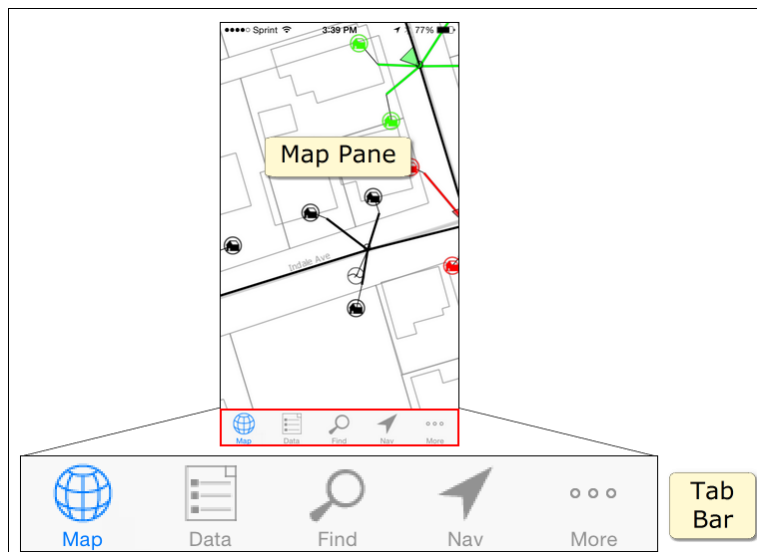 Sprint 3:39 PM 77%
Map Pane
Indale Ave
Map Data Find Nav More
Map Data Find Nav More
Tab
Bar